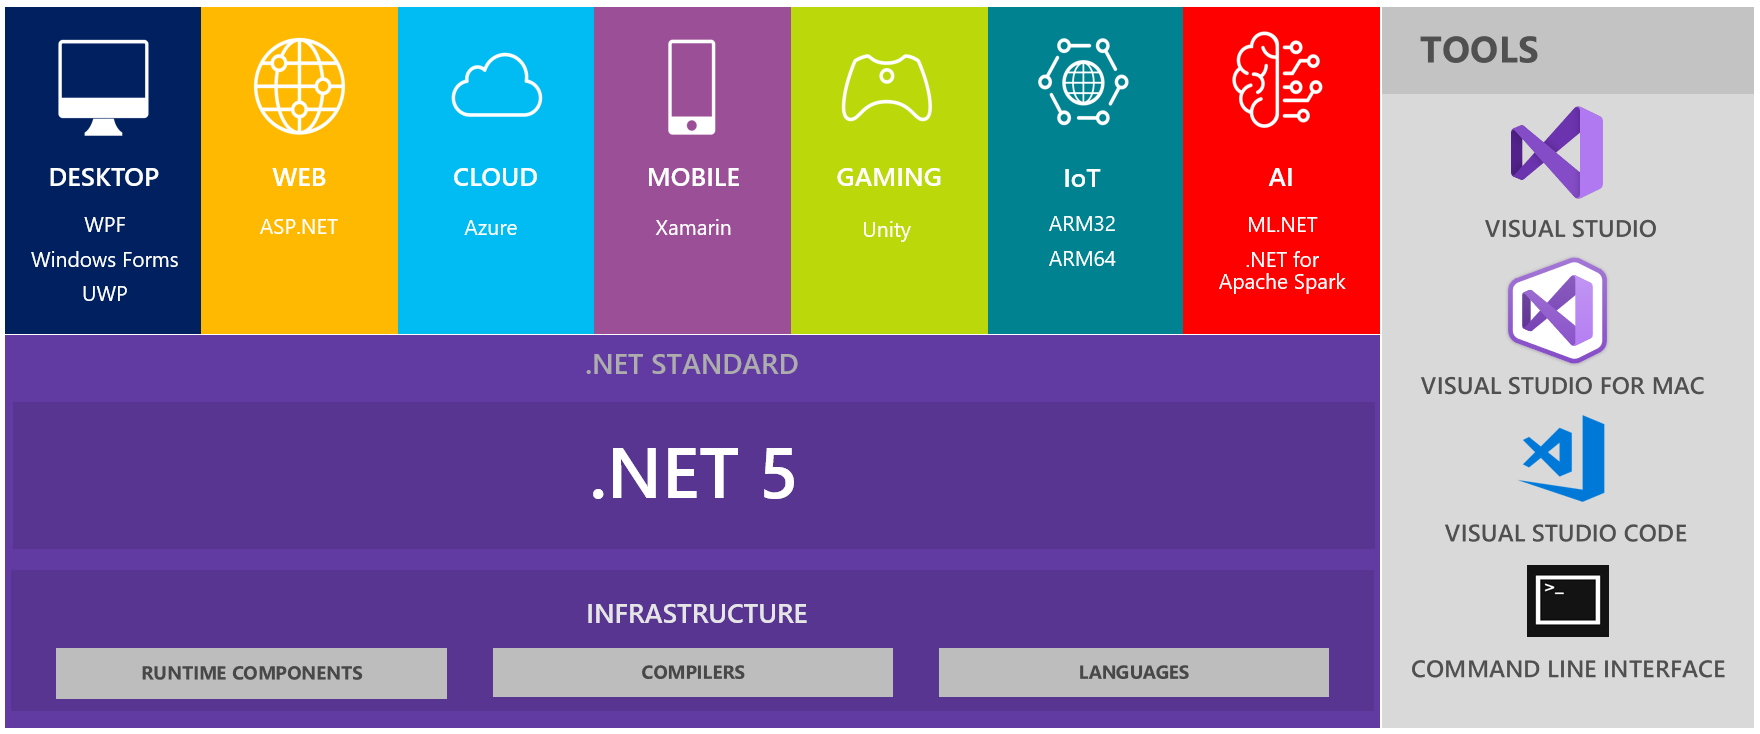 DESKTOP
WPF
Windows Forms
UWP
WEB
ASP.NET
CLOUD
Azure
MOBILE
Xamarin
GAMING
Unity
IoT
ARM32
ARM64
AI
ML.NET
.NET for
Apache Spark
.NET STANDARD
.NET 5
INFRASTRUCTURE
RUNTIME COMPONENTS
COMPILERS
LANGUAGES
TOOLS
VISUAL STUDIO
VISUAL STUDIO FOR MAC
VISUAL STUDIO CODE
>_
COMMAND LINE INTERFACE